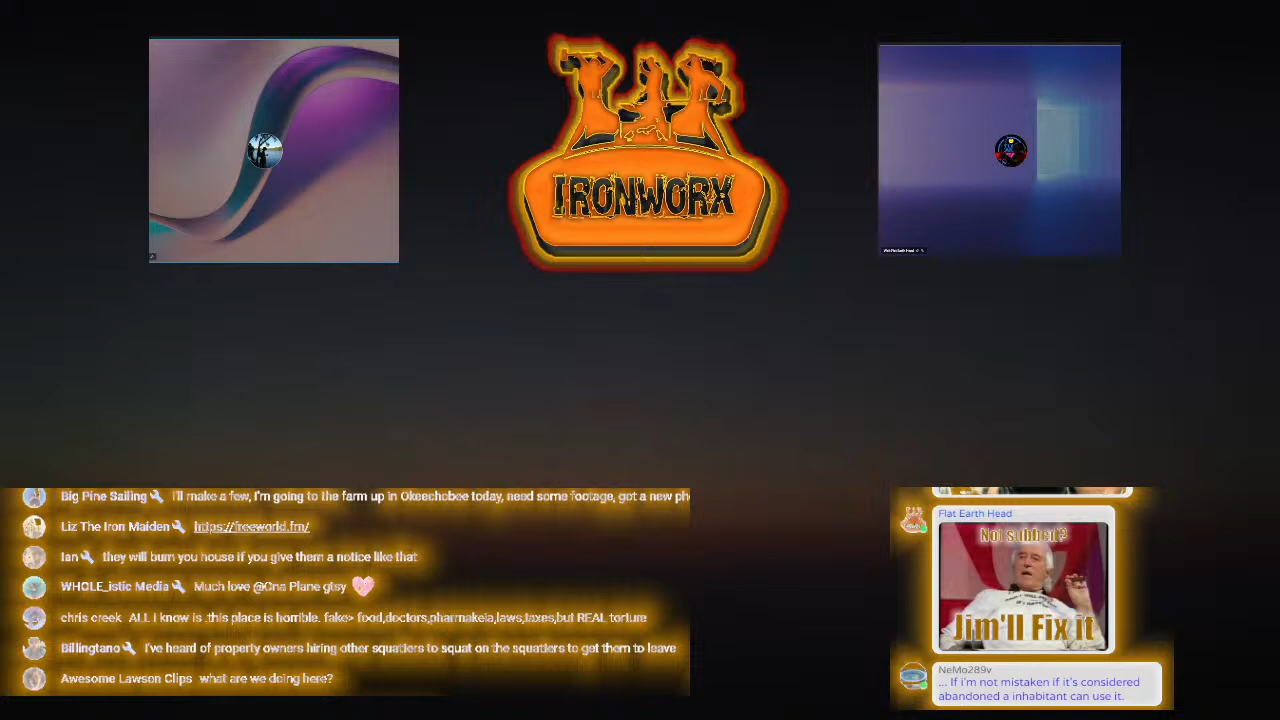 IRONWORX
Big Pine Sailing I'll make a few, I'm going to the farm up in Okeechobee today, need some footage, got a new ph
Liz The Iron Maiden https://freeworld.fm/
Ian they will burn you house if you give them a notice like that
WHOLE_istic Media Much love @Cna Plane gtsy
chris creek ALL i know is .this place is horrible. fake> food,doctors,pharmakeia,laws,taxes,but REAL torture
Billingtano I've heard of property owners hiring other squatters to squat on the squatters to get them to leave
Awesome Lawson Clips what are we doing here?
Flat Earth Head
Not subbed?
Jim'll Fix it
NeMo289v
... If i'm not mistaken if it's considered
abandoned a inhabitant can use it.